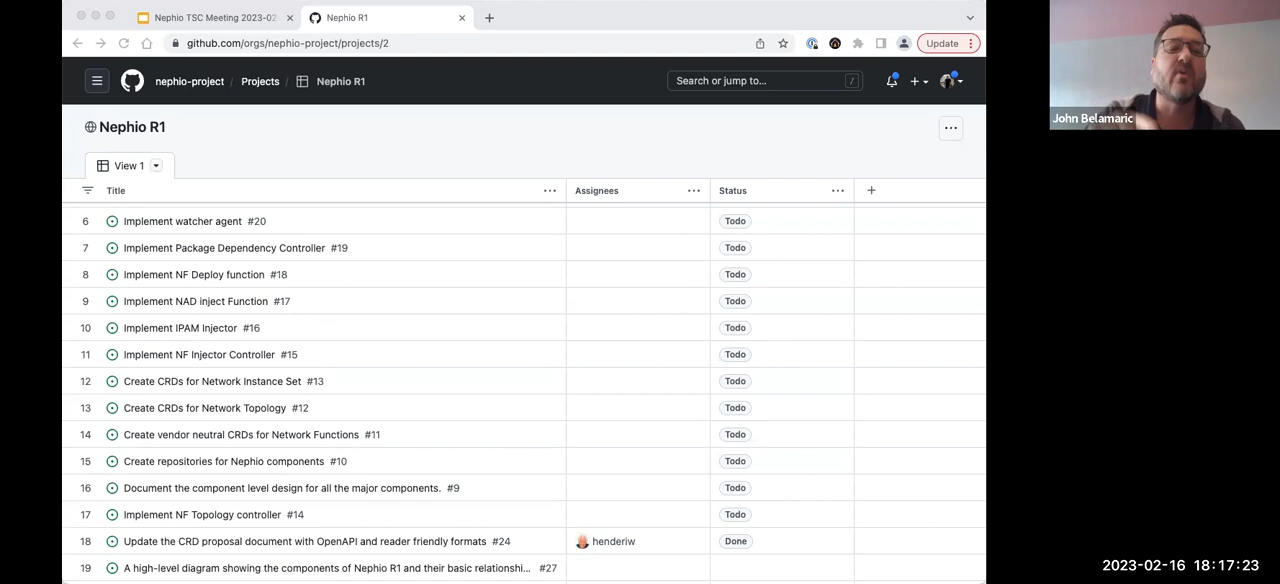 Nephio TSC Meeting 2023-02
Nephio R1
github.com/orgs/nephio-project/projects/2
Update
nephio-project / Projects / Nephio R1
Search or jump to... /
Nephio R1
View 1
Title Assignees Status
6 Implement watcher agent #20 Todo
7 Implement Package Dependency Controller #19 Todo
8 Implement NF Deploy function #18 Todo
9 Implement NAD inject Function #17 Todo
10 Implement IPAM Injector #16 Todo
11 Implement NF Injector Controller #15 Todo
12 Create CRDs for Network Instance Set #13 Todo
13 Create CRDs for Network Topology #12 Todo
14 Create vendor neutral CRDs for Network Functions #11 Todo
15 Create repositories for Nephio components #10 Todo
16 Document the component level design for all the major components. #9 Todo
17 Implement NF Topology controller #14 Todo
18 Update the CRD proposal document with OpenAPI and reader friendly formats #24 henderiw Done
19 A high-level diagram showing the components of Nephio R1 and their basic relationshi... #27
John Belamaric
2023-02-16 18:17:23